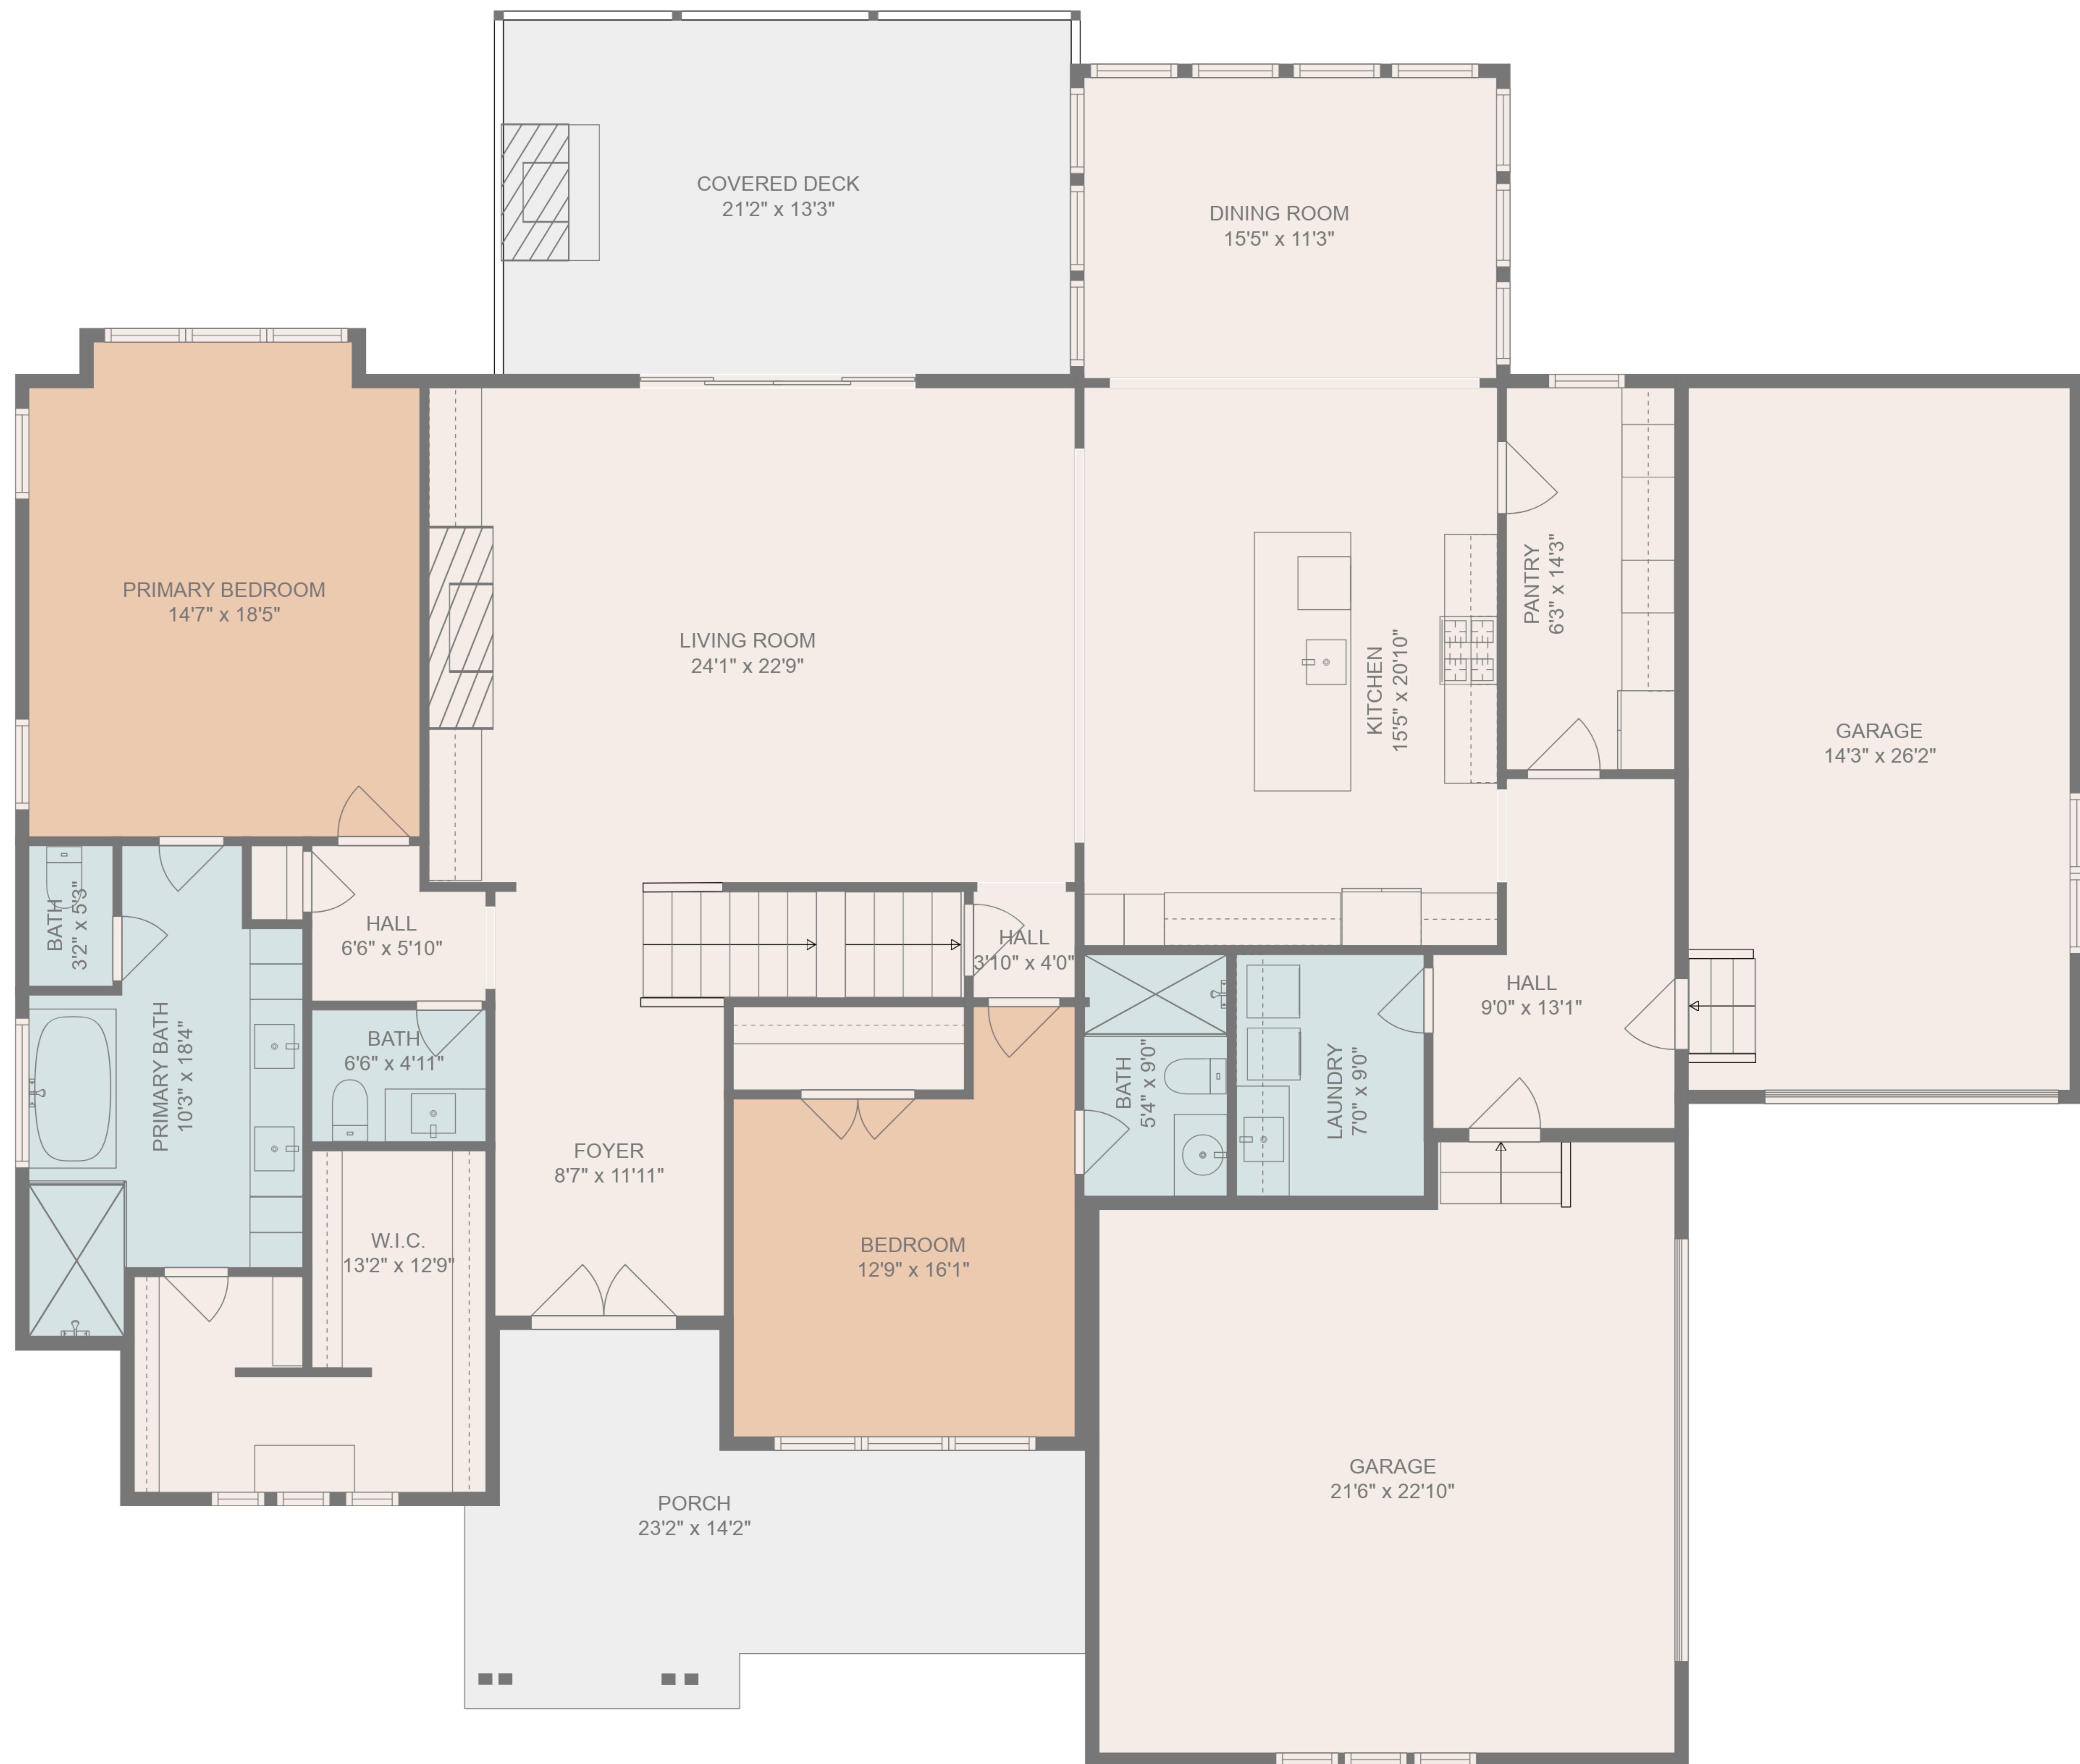 COVERED DECK
21'2" x 13'3"
DINING ROOM
15'5" x 11'3"
PRIMARY BEDROOM
14'7" x 18'5"
LIVING ROOM
24'1" x 22'9"
KITCHEN
15'5" x 20'10"
PANTRY
6'3" x 14'3"
GARAGE
14'3" x 26'2"
BATH
3'2" x 5'3"
HALL
6'6" x 5'10"
HALL
3'10" x 4'0"
HALL
9'0" x 13'1"
PRIMARY BATH
10'3" x 18'4"
BATH
6'6" x 4'11"
BATH
5'4" x 9'0"
LAUNDRY
7'0" x 9'0"
FOYER
8'7" x 11'11"
W.I.C.
13'2" x 12'9"
BEDROOM
12'9" x 16'1"
GARAGE
21'6" x 22'10"
PORCH
23'2" x 14'2"